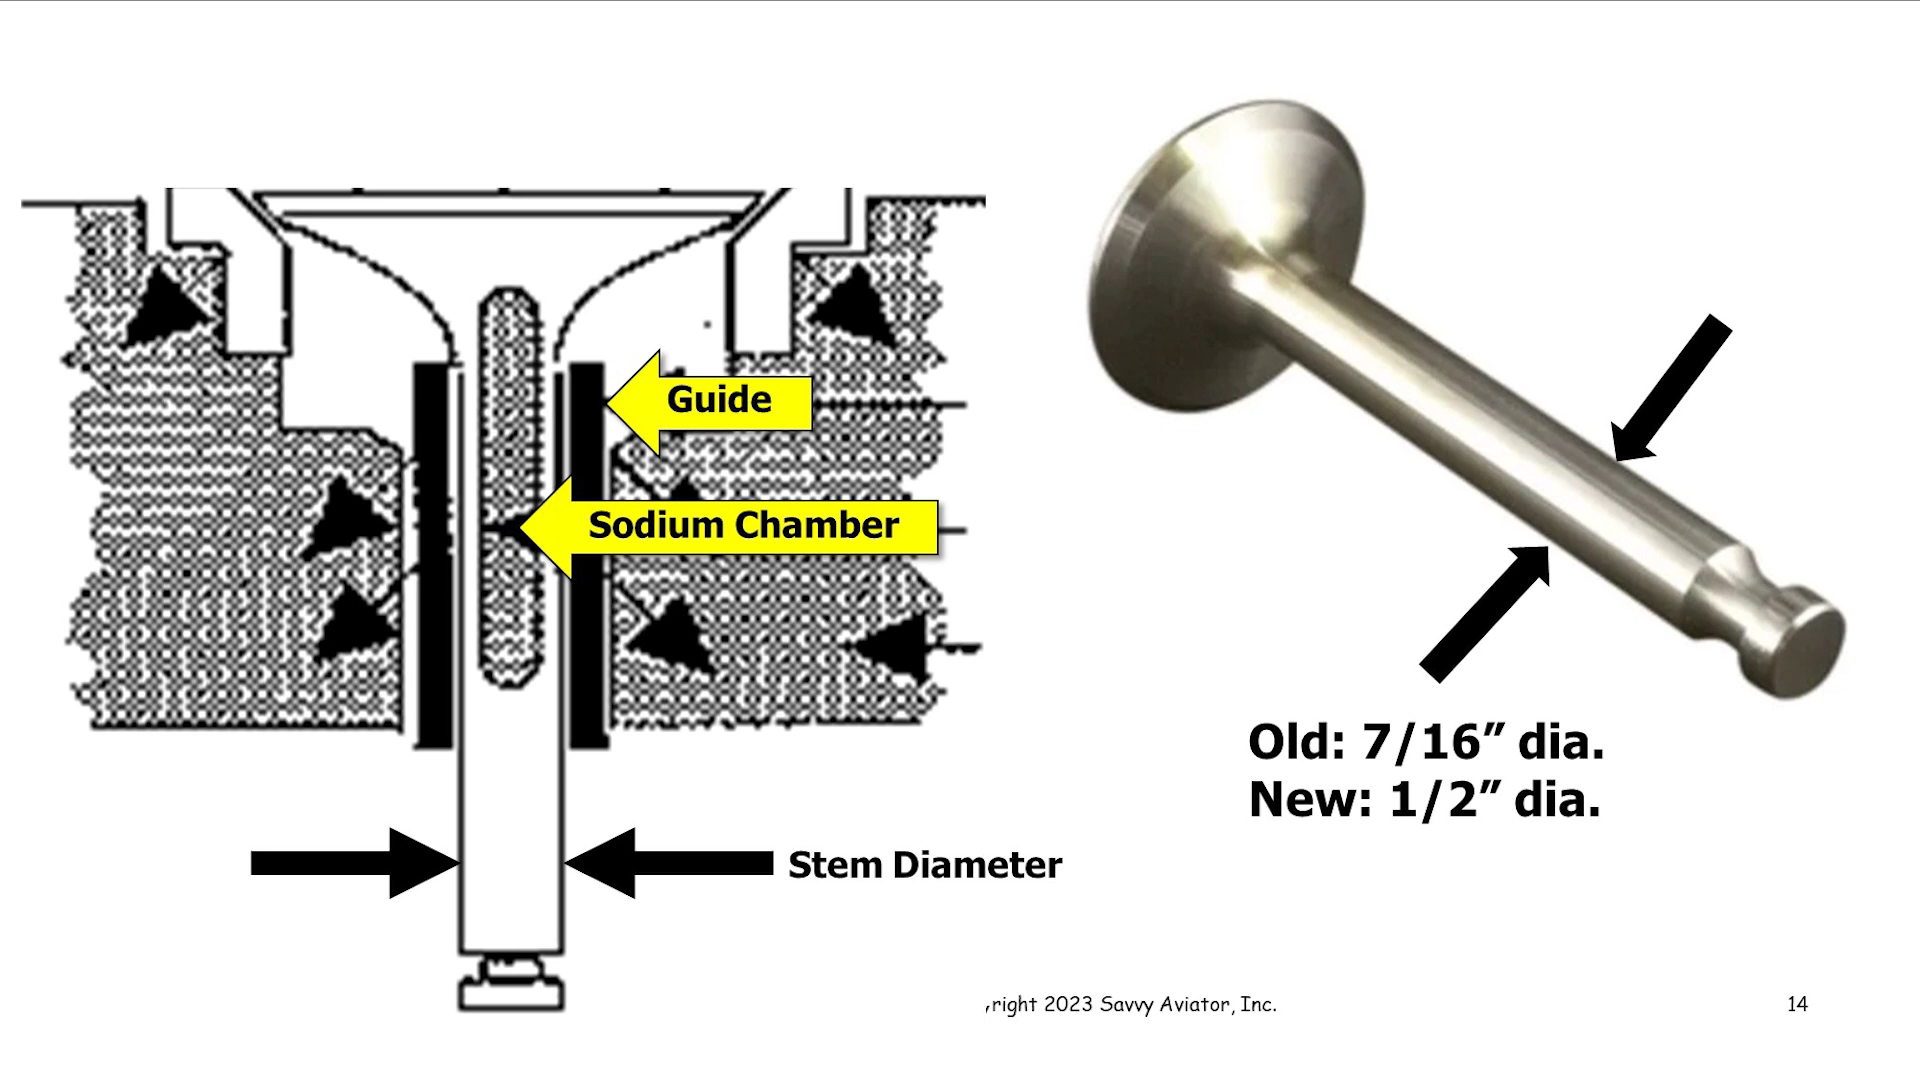 Guide
Sodium Chamber
Old: 7/16” dia.
New: 1/2” dia.
Stem Diameter
right 2023 Savvy Aviator, Inc.
14